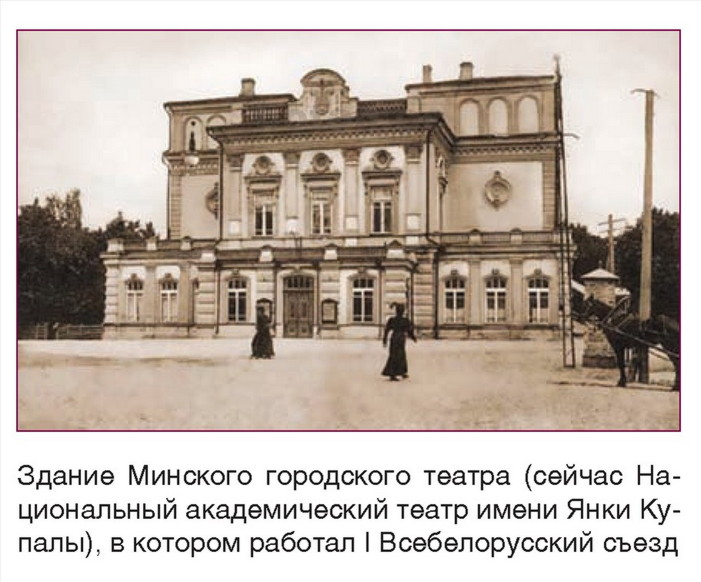 Здание Минского городского театра (сейчас На-
циональный академический театр имени Янки Ку-
палы), в котором работал I Всебелорусский съезд